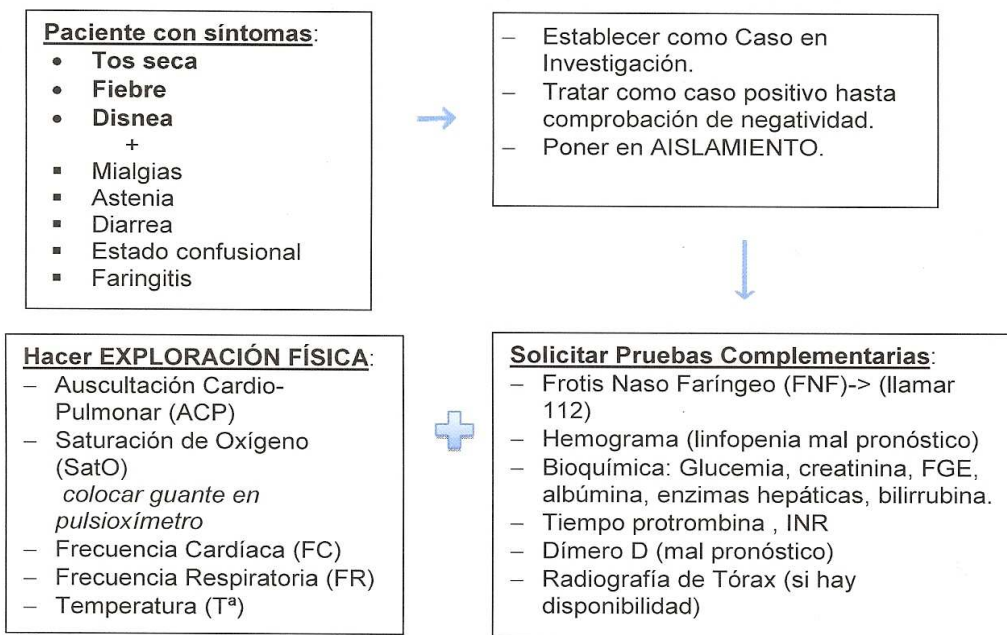 Paciente con síntomas:
• Tos seca
• Fiebre
• Disnea
+
▪ Mialgias
▪ Astenia
▪ Diarrea
▪ Estado confusional
▪ Faringitis
– Establecer como Caso en
Investigación.
– Tratar como caso positivo hasta
comprobación de negatividad.
– Poner en AISLAMIENTO.
Hacer EXPLORACIÓN FÍSICA:
– Auscultación Cardio-
Pulmonar (ACP)
– Saturación de Oxígeno
(SatO)
colocar guante en
pulsioxímetro
– Frecuencia Cardíaca (FC)
– Frecuencia Respiratoria (FR)
– Temperatura (Tª)
Solicitar Pruebas Complementarias:
– Frotis Naso Faríngeo (FNF)-> (llamar
112)
– Hemograma (linfopenia mal pronóstico)
– Bioquímica: Glucemia, creatinina, FGE,
albúmina, enzimas hepáticas, bilirrubina.
– Tiempo protrombina , INR
– Dímero D (mal pronóstico)
– Radiografía de Tórax (si hay
disponibilidad)